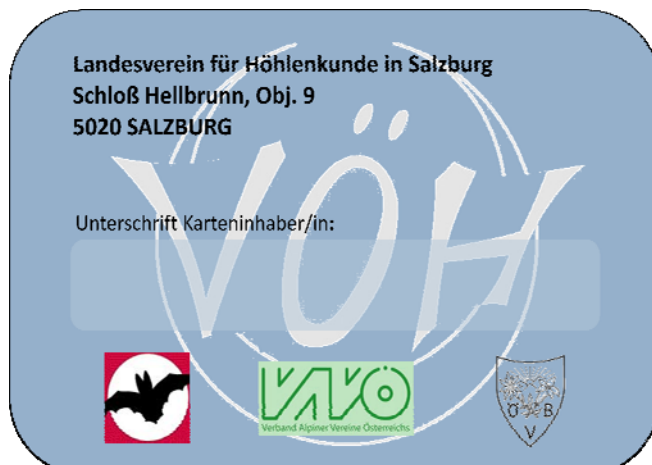 Landesverein für Höhlenkunde in Salzburg
Schloß Hellbrunn, Obj. 9
5020 SALZBURG
VÖH
Unterschrift Karteninhaber/in:
VAVÖ
Verband Alpiner Vereine Österreichs
Ö B
V